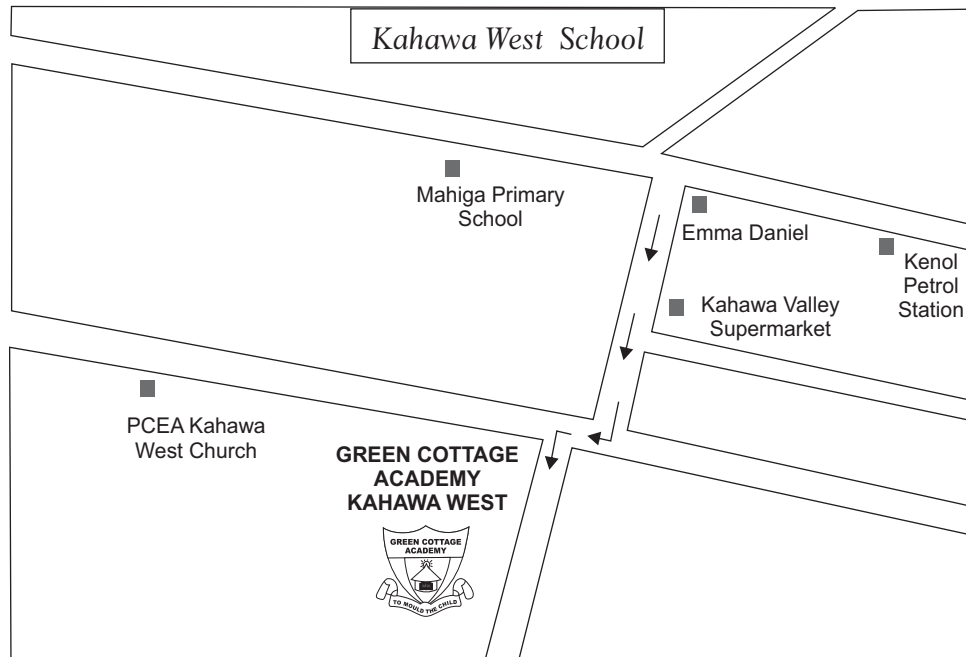 Kahawa West School
Mahiga Primary
School
Emma Daniel
Kenol
Petrol
Station
Kahawa Valley
Supermarket
PCEA Kahawa
West Church
GREEN COTTAGE
ACADEMY
KAHAWA WEST
GREEN COTTAGE
ACADEMY
TO MOULD THE CHILD